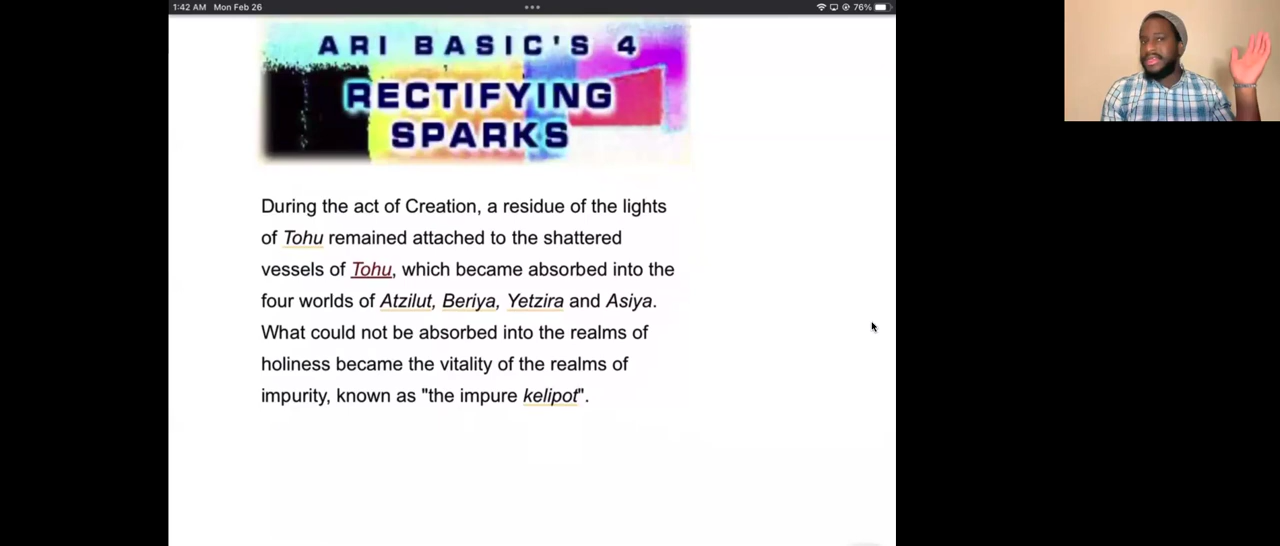 1:42 AM Mon Feb 26
76%
ARI BASIC'S 4
RECTIFYING
SPARKS
During the act of Creation, a residue of the lights
of Tohu remained attached to the shattered
vessels of Tohu, which became absorbed into the
four worlds of Atzilut, Beriya, Yetzira and Asiya.
What could not be absorbed into the realms of
holiness became the vitality of the realms of
impurity, known as "the impure kelipot".